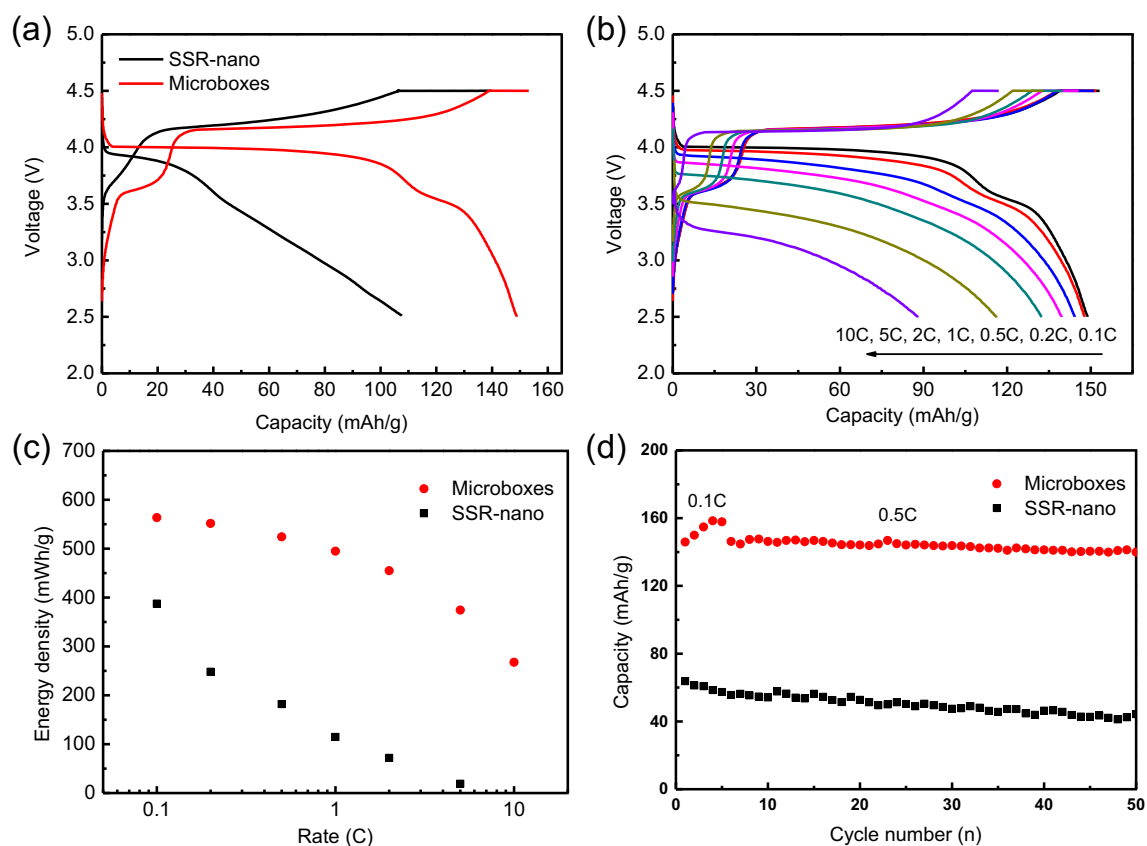 (a)
5.0
4.5
4.0
3.5
3.0
2.5
2.0
Voltage (V)
SSR-nano
Microboxes
0 20 40 60 80 100 120 140 160
Capacity (mAh/g)
(b)
5.0
4.5
4.0
3.5
3.0
2.5
2.0
Voltage (V)
10C, 5C, 2C, 1C, 0.5C, 0.2C, 0.1C
0 30 60 90 120 150
Capacity (mAh/g)
(c)
700
600
500
400
300
200
100
0
Energy density (mWh/g)
Microboxes
SSR-nano
0.1 1 10
Rate (C)
(d)
200
160
120
80
40
0
Capacity (mAh/g)
Microboxes
SSR-nano
0.1C
0.5C
0 10 20 30 40 50
Cycle number (n)